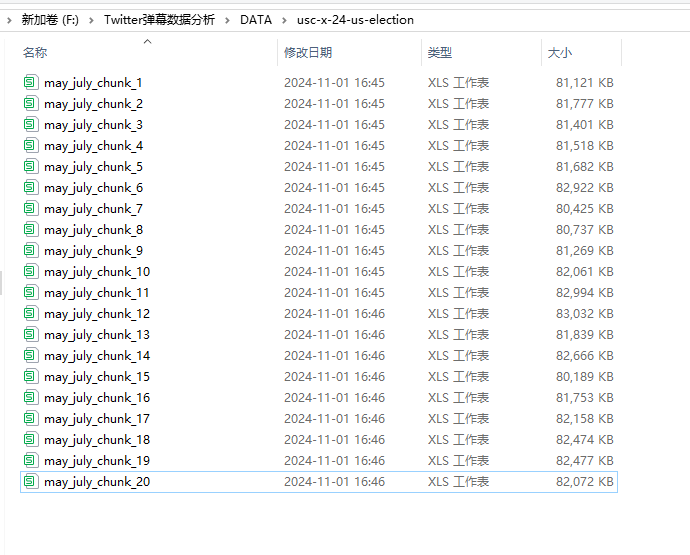 新加卷 (F:) > Twitter弹幕数据分析 > DATA > usc-x-24-us-election
名称 修改日期 类型 大小
may_july_chunk_1 2024-11-01 16:45 XLS 工作表 81,121 KB
may_july_chunk_2 2024-11-01 16:45 XLS 工作表 81,777 KB
may_july_chunk_3 2024-11-01 16:45 XLS 工作表 81,401 KB
may_july_chunk_4 2024-11-01 16:45 XLS 工作表 81,518 KB
may_july_chunk_5 2024-11-01 16:45 XLS 工作表 81,682 KB
may_july_chunk_6 2024-11-01 16:45 XLS 工作表 82,922 KB
may_july_chunk_7 2024-11-01 16:45 XLS 工作表 80,425 KB
may_july_chunk_8 2024-11-01 16:45 XLS 工作表 80,737 KB
may_july_chunk_9 2024-11-01 16:45 XLS 工作表 81,269 KB
may_july_chunk_10 2024-11-01 16:45 XLS 工作表 82,061 KB
may_july_chunk_11 2024-11-01 16:45 XLS 工作表 82,994 KB
may_july_chunk_12 2024-11-01 16:46 XLS 工作表 83,032 KB
may_july_chunk_13 2024-11-01 16:46 XLS 工作表 81,839 KB
may_july_chunk_14 2024-11-01 16:46 XLS 工作表 82,666 KB
may_july_chunk_15 2024-11-01 16:46 XLS 工作表 80,189 KB
may_july_chunk_16 2024-11-01 16:46 XLS 工作表 81,753 KB
may_july_chunk_17 2024-11-01 16:46 XLS 工作表 82,158 KB
may_july_chunk_18 2024-11-01 16:46 XLS 工作表 82,474 KB
may_july_chunk_19 2024-11-01 16:46 XLS 工作表 82,477 KB
may_july_chunk_20 2024-11-01 16:46 XLS 工作表 82,072 KB